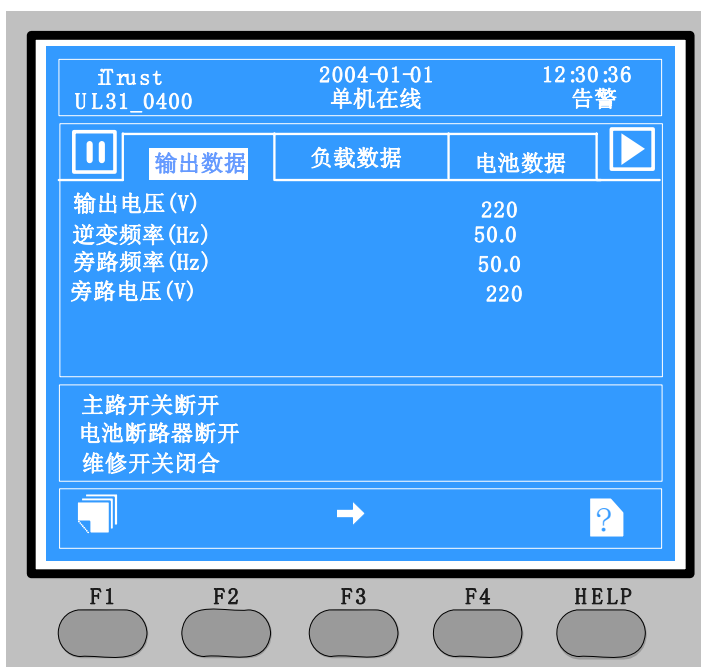 iTrust 2004-01-01 12:30:36
UL31_0400 单机在线 告警
输出数据 负载数据 电池数据
输出电压(V) 220
逆变频率(Hz) 50.0
旁路频率(Hz) 50.0
旁路电压(V) 220
主路开关断开
电池断路器断开
维修开关闭合
?
F1 F2 F3 F4 HELP